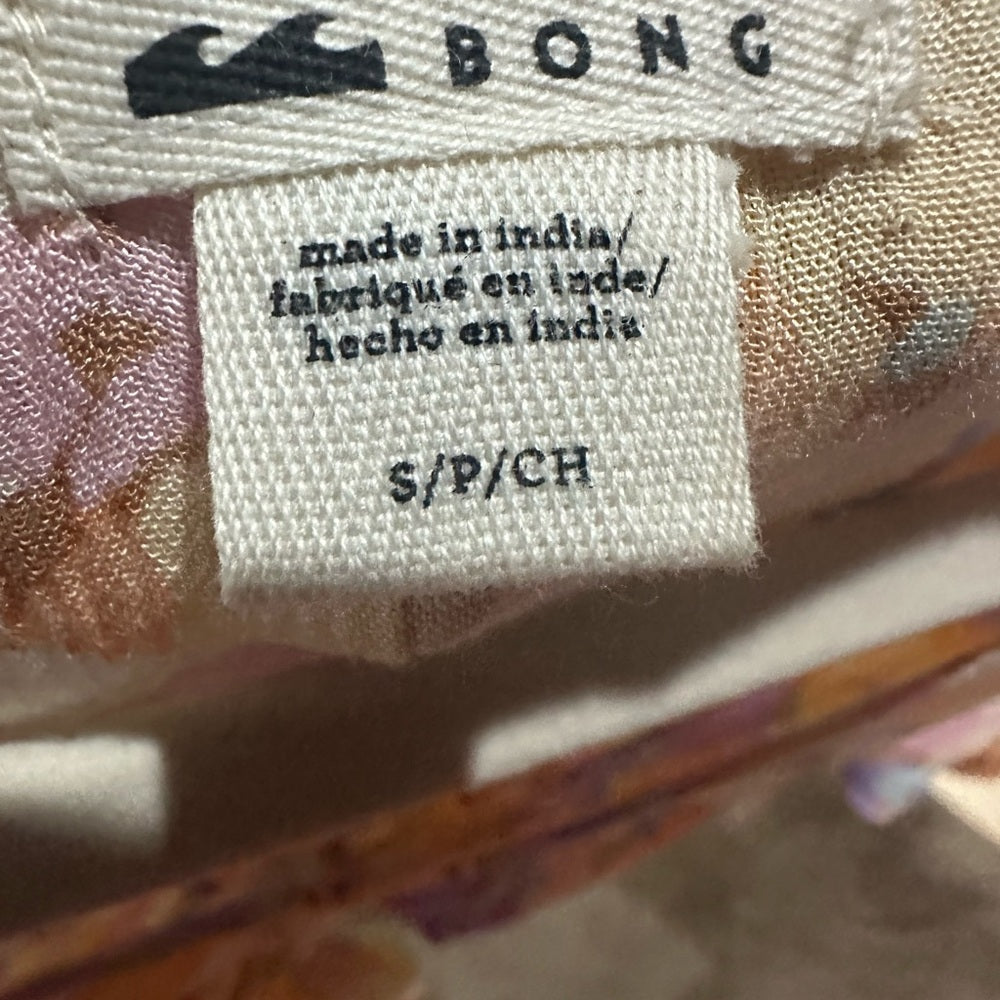 BONG
made in india/
fabriqué en inde/
hecho en india
S/P/CH